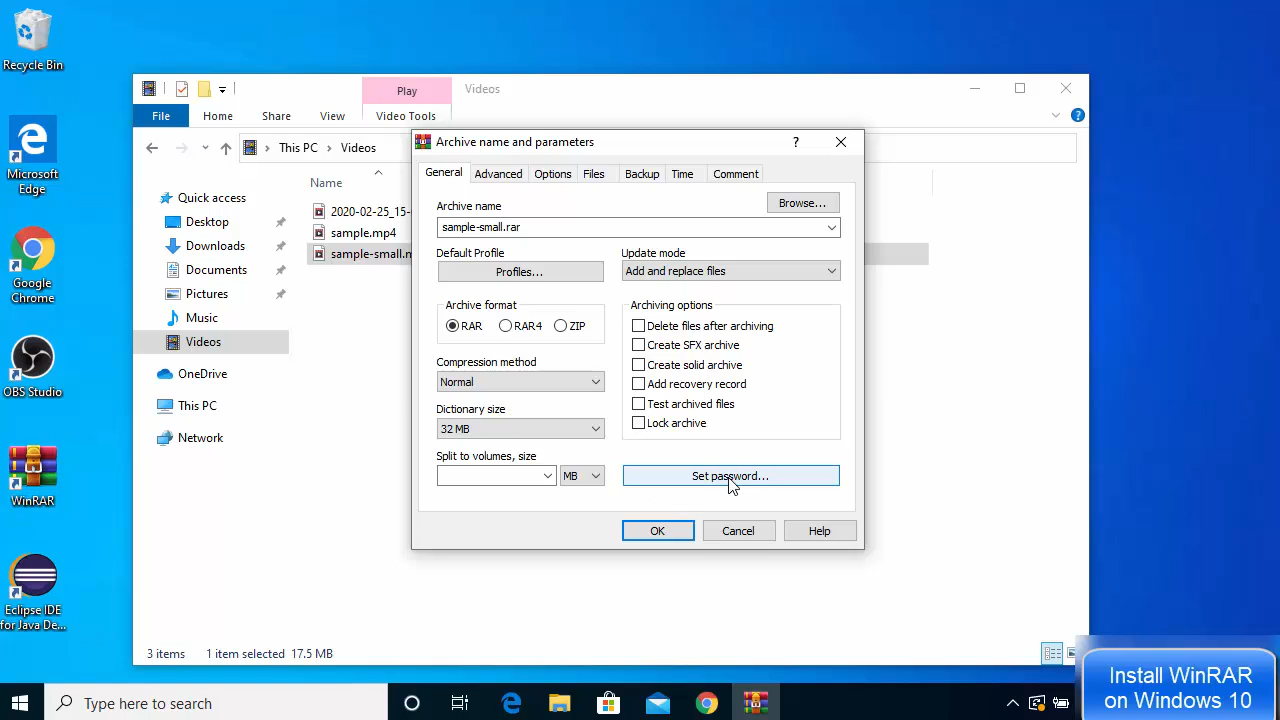 Recycle Bin
Microsoft
Edge
Google
Chrome
OBS Studio
WinRAR
Eclipse IDE
for Java De...
Play
Videos
File
Home
Share
View
Video Tools
This PC
Videos
Name
Quick access
Desktop
Downloads
Documents
Pictures
Music
Videos
OneDrive
This PC
Network
2020-02-25_15-
sample.mp4
sample-small.m
3 items
1 item selected 17.5 MB
Archive name and parameters
?
General
Advanced
Options
Files
Backup
Time
Comment
Archive name
Browse...
sample-small.rar
Default Profile
Profiles...
Update mode
Add and replace files
Archive format
RAR
RAR4
ZIP
Archiving options
Delete files after archiving
Create SFX archive
Create solid archive
Add recovery record
Test archived files
Lock archive
Compression method
Normal
Dictionary size
32 MB
Split to volumes, size
MB
Set password...
OK
Cancel
Help
Type here to search
Install WinRAR
on Windows 10